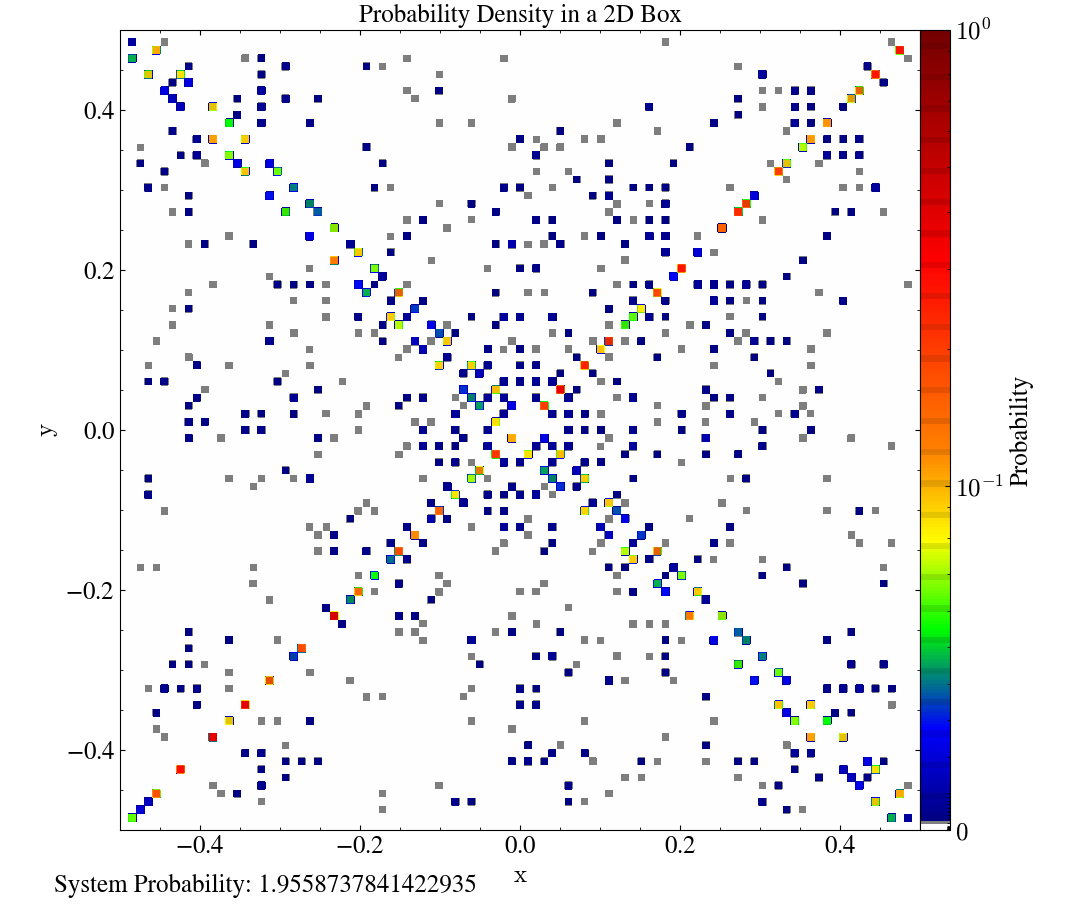 Probability Density in a 2D Box
10^0
0.4
0.2
y
0.0
Probability
10^−1
−0.2
−0.4
0
−0.4 −0.2 0.0 0.2 0.4
x
System Probability: 1.9558737841422935